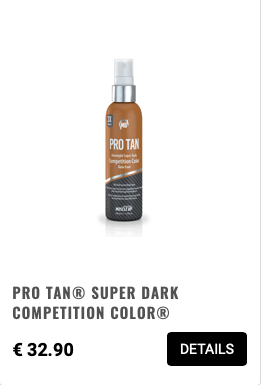 PRO TAN
Competition Color
PRO TAN® SUPER DARK
COMPETITION COLOR®
€ 32.90
DETAILS